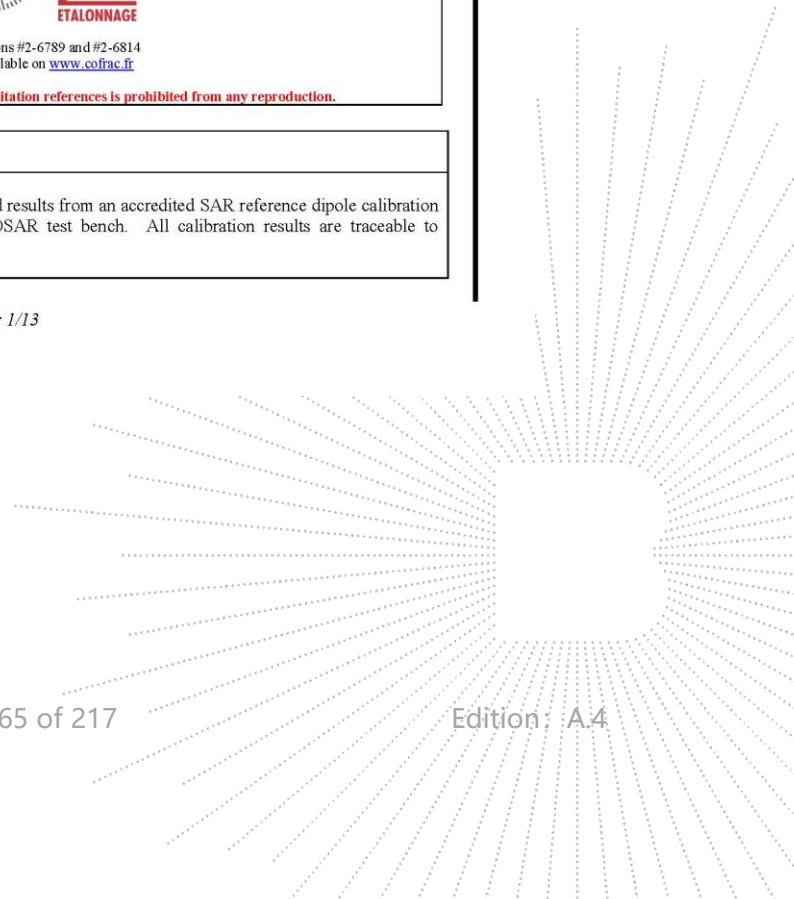 ETALONNAGE
ns #2-6789 and #2-6814
lable on www.cofrac.fr
itation references is prohibited from any reproduction.
l results from an accredited SAR reference dipole calibration
OSAR test bench. All calibration results are traceable to
: 1/13
65 of 217
Edition: A.4